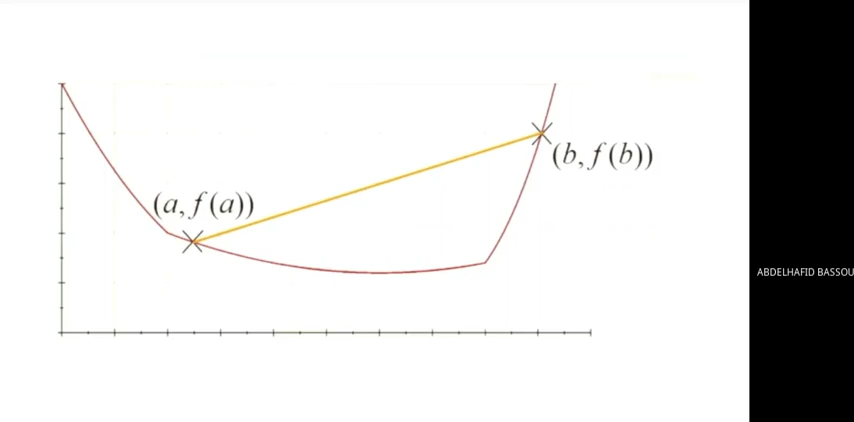 (a, f (a))
(b, f (b))
ABDELHAFID BASSOU